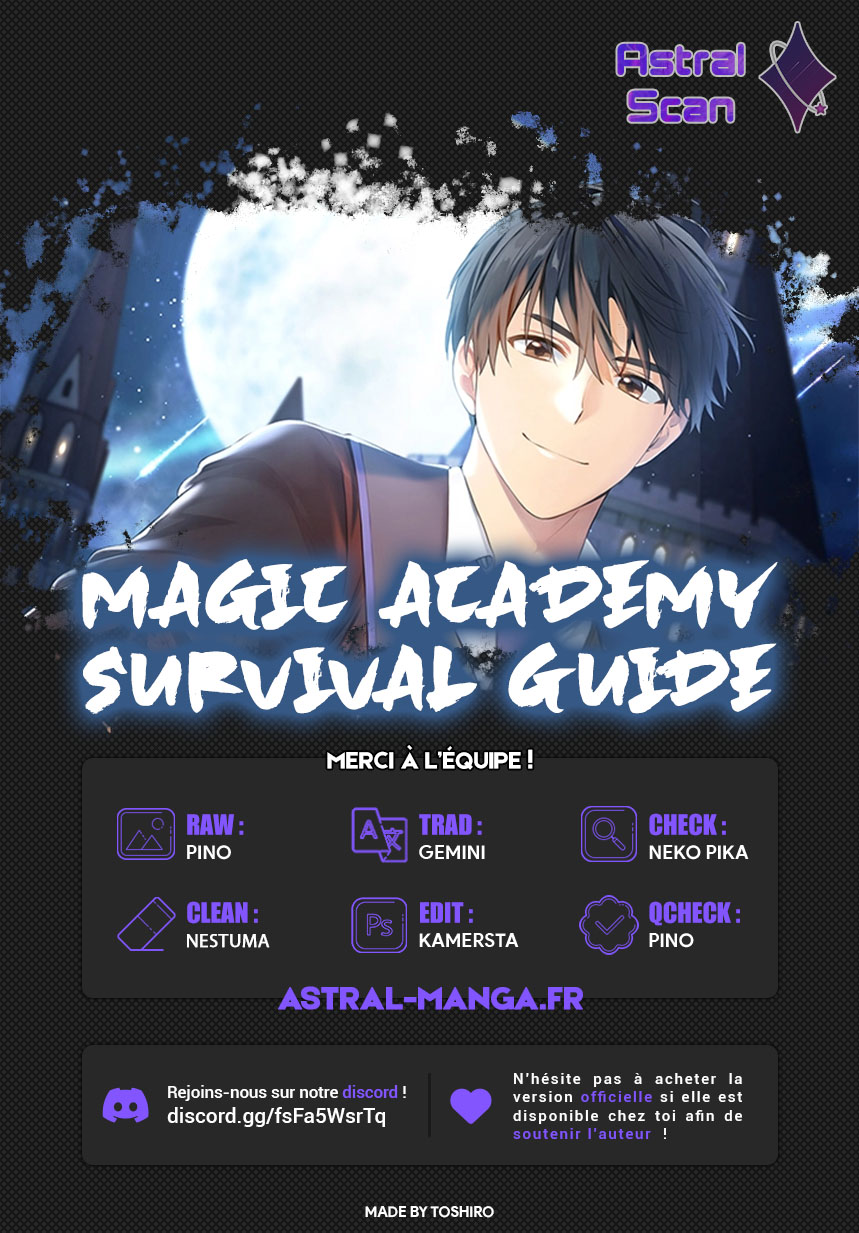 Astral
Scan
MAGIC ACADEMY
SURVIVAL GUIDE
MERCI À L'ÉQUIPE !
RAW :
PINO
TRAD :
GEMINI
CHECK :
NEKO PIKA
CLEAN :
NESTUMA
Ps
EDIT :
KAMERSTA
QCHECK :
PINO
ASTRAL-MANGA.FR
Rejoins-nous sur notre discord !
discord.gg/fsFa5WsrTq
N'hésite pas à acheter la
version officielle si elle est
disponible chez toi afin de
soutenir l'auteur !
MADE BY TOSHIRO